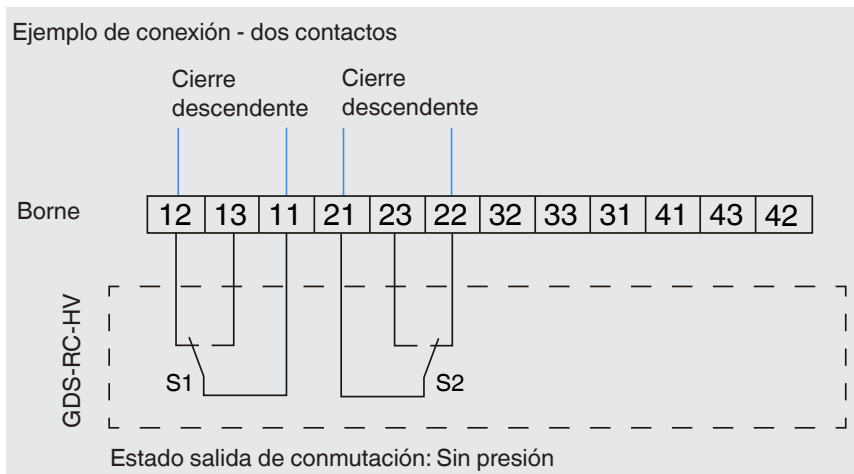 Ejemplo de conexión - dos contactos
Cierre descendente
Cierre descendente
Borne
12 13 11 21 23 22 32 33 31 41 43 42
GDS-RC-HV
S1
S2
Estado salida de conmutación: Sin presión